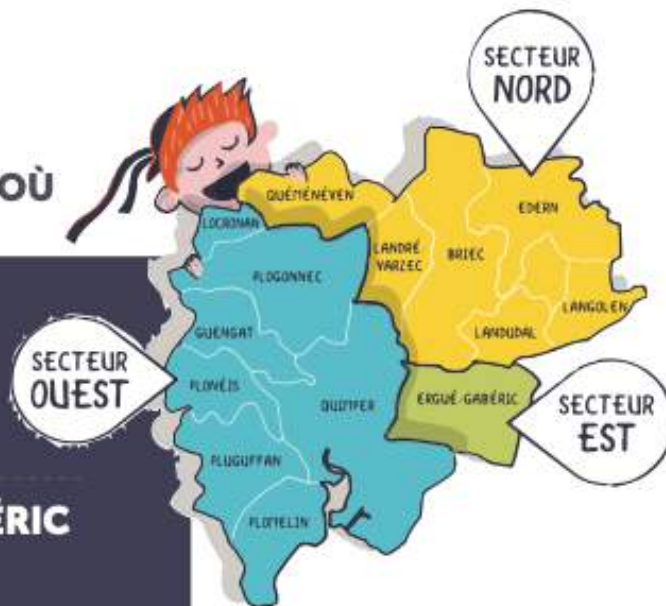 SECTEUR
NORD
OÙ
QUÉMÉNÉVEN
EDERN
LOCRONAN
LANDRÉ
VARZEC
BRIEC
PLOGONNEC
LANGOLEN
GUENGAT
LANDUDAL
SECTEUR
OUEST
PLONÉIS
QUIMPER
ERGUÉ-GABÉRIC
SECTEUR
EST
PLUGUFFAN
ÉRIC
PLOMELIN